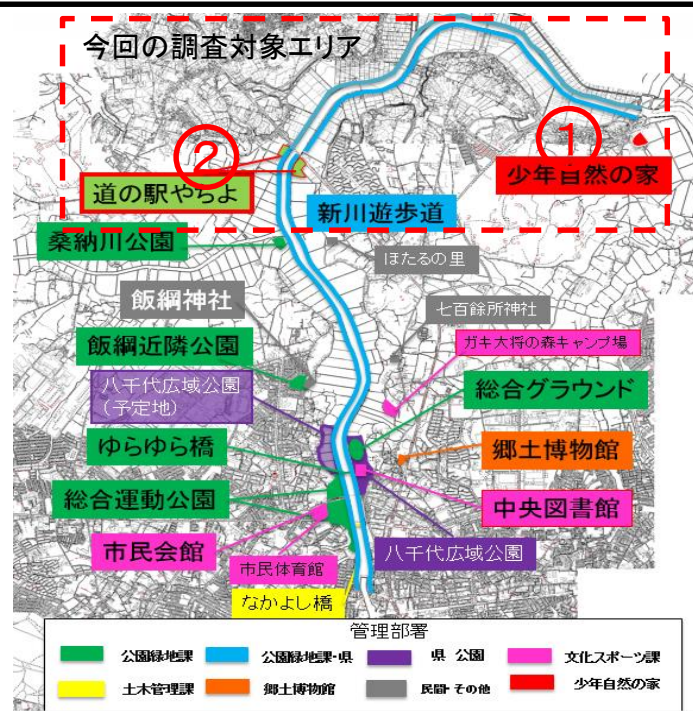 今回の調査対象エリア
①
②
少年自然の家
道の駅やちよ
新川遊歩道
桑納川公園
ほたるの里
飯綱神社
七百餘所神社
飯綱近隣公園
ガキ大将の森キャンプ場
八千代広域公園
(予定地)
総合グラウンド
ゆらゆら橋
郷土博物館
総合運動公園
中央図書館
市民会館
八千代広域公園
市民体育館
なかよし橋
管理部署
公園緑地課
公園緑地課・県
県 公園
文化スポーツ課
土木管理課
郷土博物館
民間・その他
少年自然の家